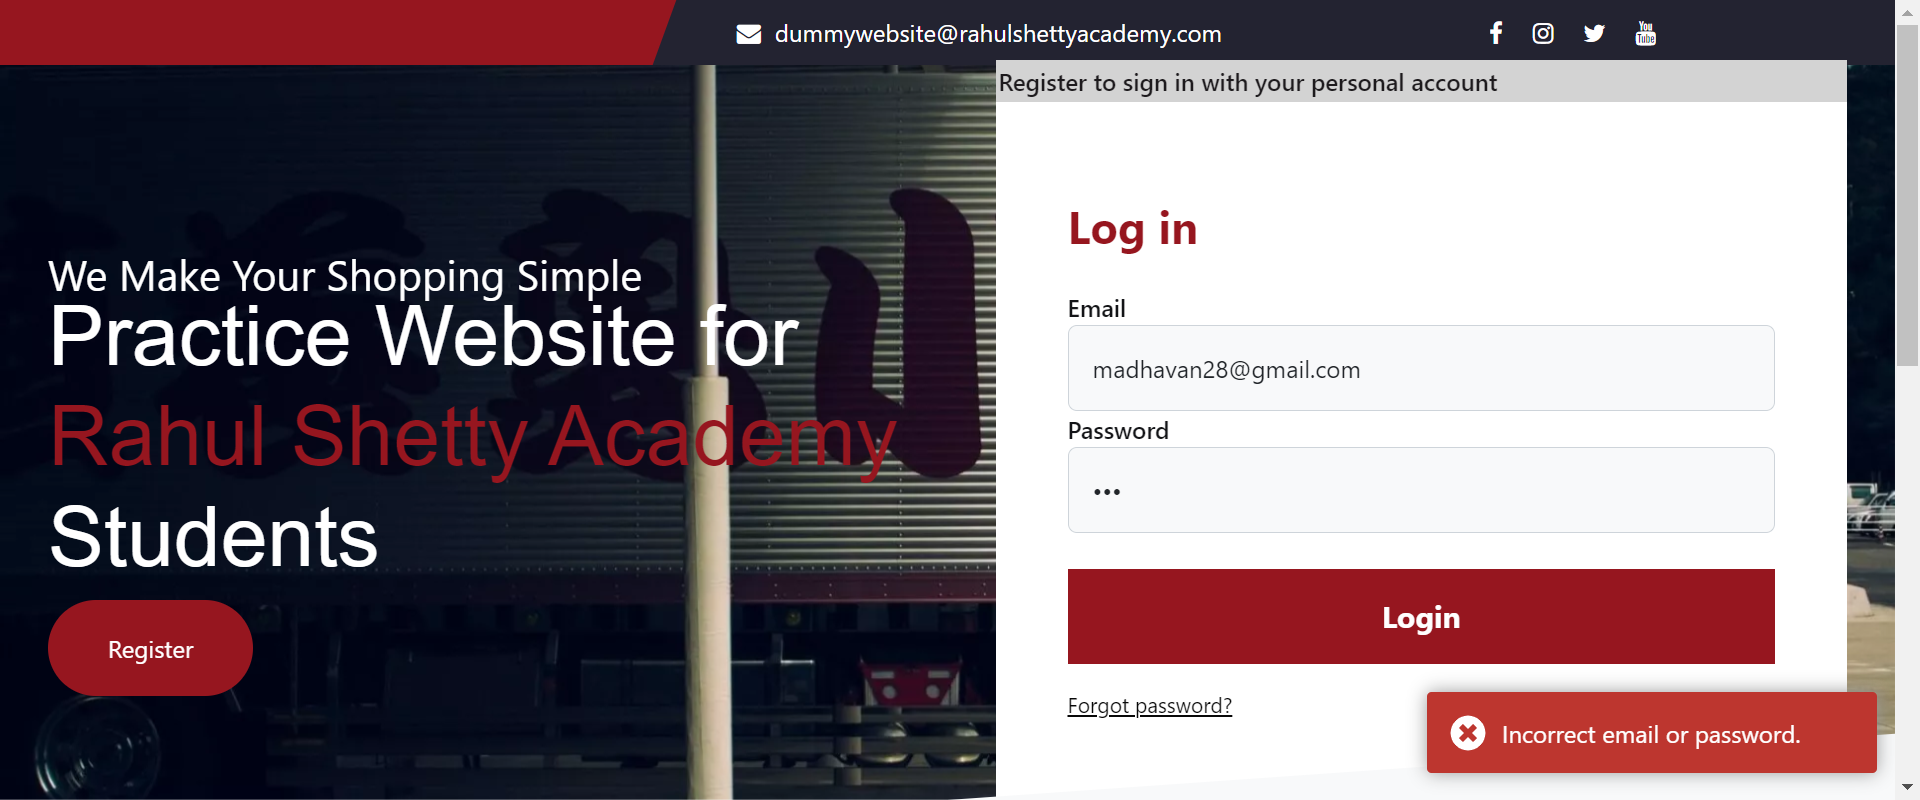 dummywebsite@rahulshettyacademy.com
You
Tube
Register to sign in with your personal account
We Make Your Shopping Simple
Practice Website for
Rahul Shetty Academy
Students
Register
Log in
Email
madhavan28@gmail.com
Password
•••
Login
Forgot password?
Incorrect email or password.